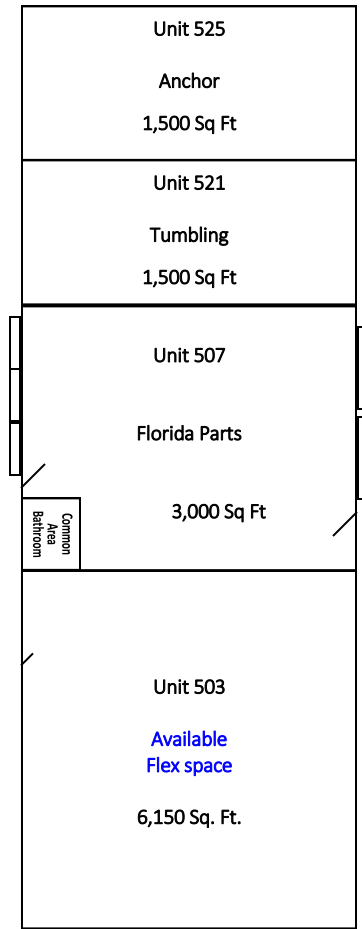 Unit 525
Anchor
1,500 Sq Ft
Unit 521
Tumbling
1,500 Sq Ft
Unit 507
Florida Parts
3,000 Sq Ft
Common
Area
Bathroom
Unit 503
Available
Flex space
6,150 Sq. Ft.